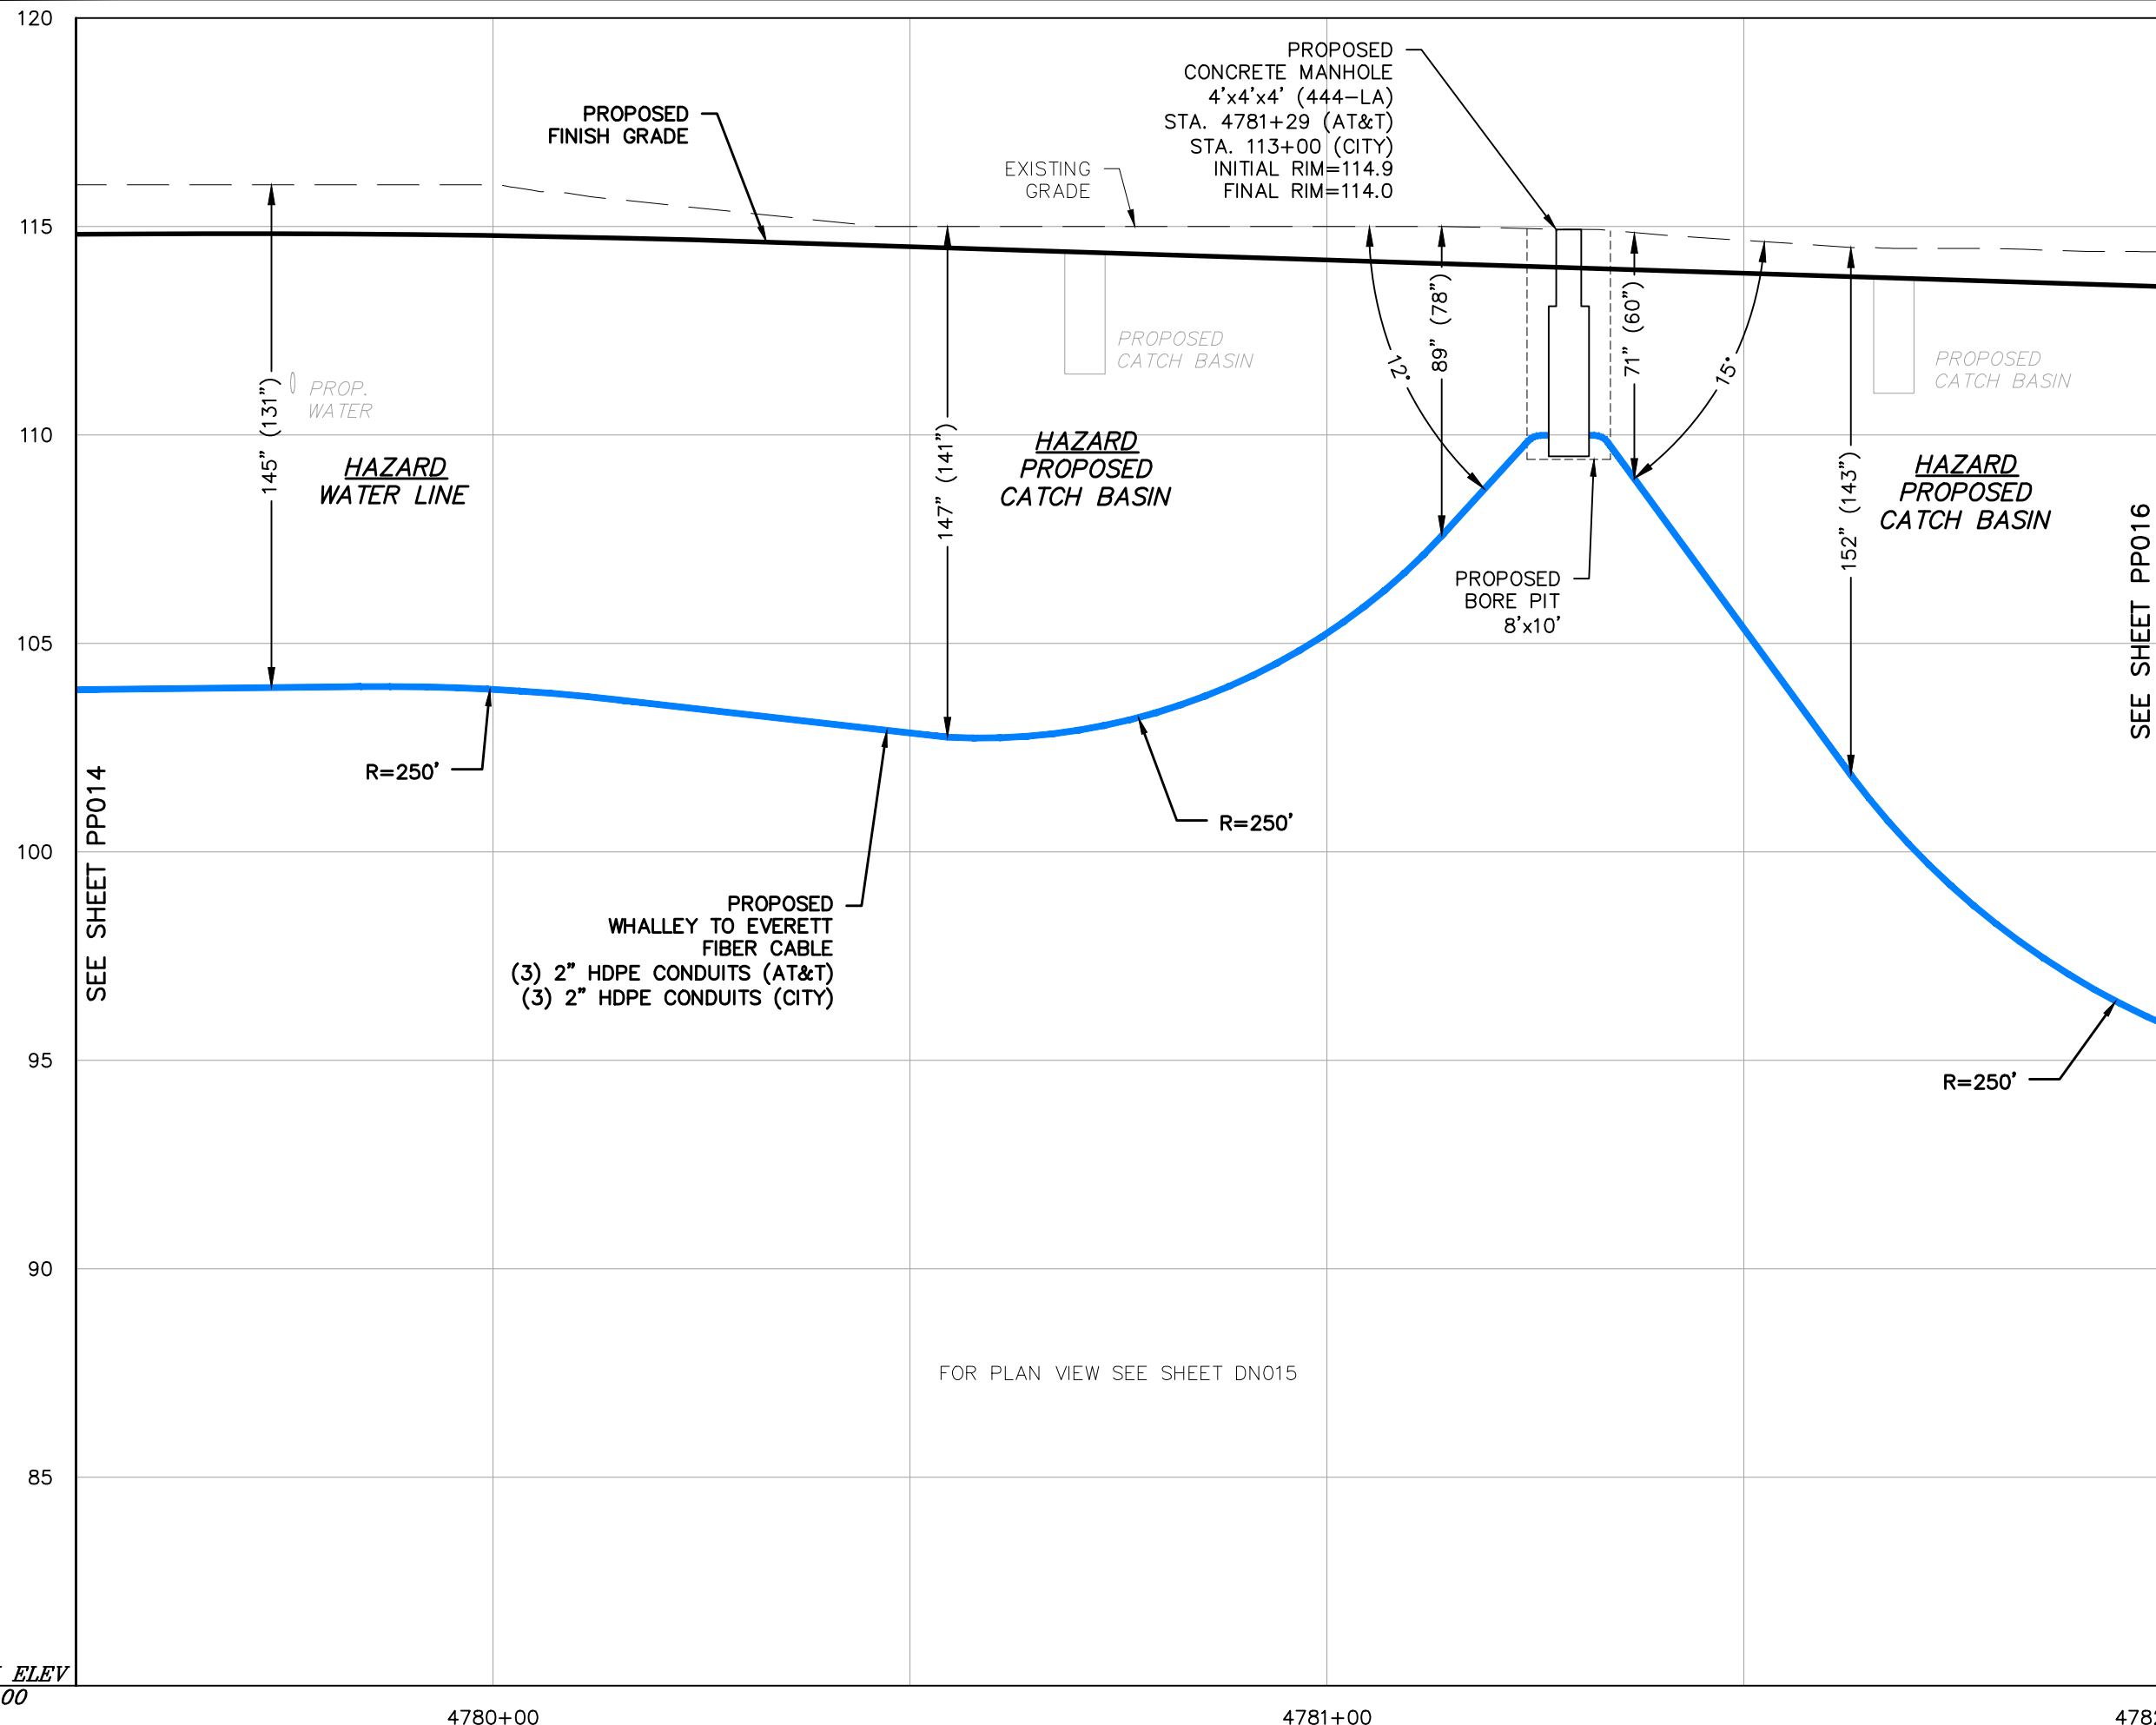 120
115
110
105
100
95
90
85
PROPOSED
FINISH GRADE
PROPOSED
CONCRETE MANHOLE
4'x4'x4' (444-LA)
STA. 4781+29 (AT&T)
STA. 113+00 (CITY)
INITIAL RIM=114.9
FINAL RIM=114.0
EXISTING
GRADE
145" (131")
PROP.
WATER
HAZARD
WATER LINE
147" (141")
PROPOSED
CATCH BASIN
HAZARD
PROPOSED
CATCH BASIN
12°
89" (78")
71" (60")
15°
152" (143")
PROPOSED
CATCH BASIN
HAZARD
PROPOSED
CATCH BASIN
PROPOSED
BORE PIT
8'x10'
SEE SHEET PP014
SEE SHEET PP016
R=250'
R=250'
PROPOSED
WHALLEY TO EVERETT
FIBER CABLE
(3) 2" HDPE CONDUITS (AT&T)
(3) 2" HDPE CONDUITS (CITY)
R=250'
FOR PLAN VIEW SEE SHEET DN015
ELEV
00
4780+00
4781+00